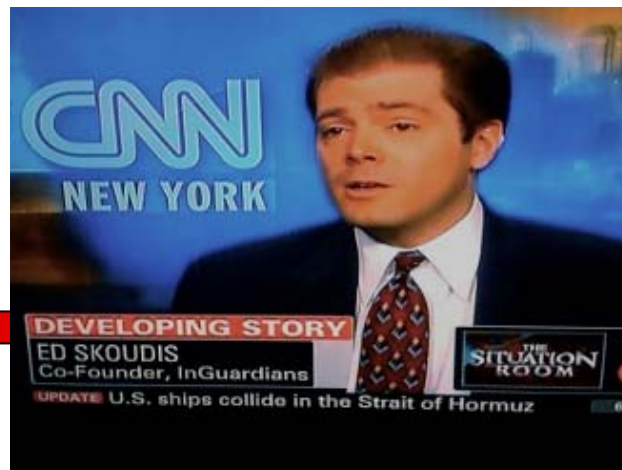 CNN
NEW YORK
DEVELOPING STORY
ED SKOUDIS
Co-Founder, InGuardians
THE
SITUATION
ROOM
UPDATE U.S. ships collide in the Strait of Hormuz